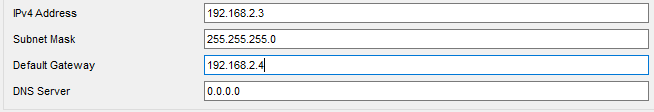 IPv4 Address 192.168.2.3
Subnet Mask 255.255.255.0
Default Gateway 192.168.2.4
DNS Server 0.0.0.0